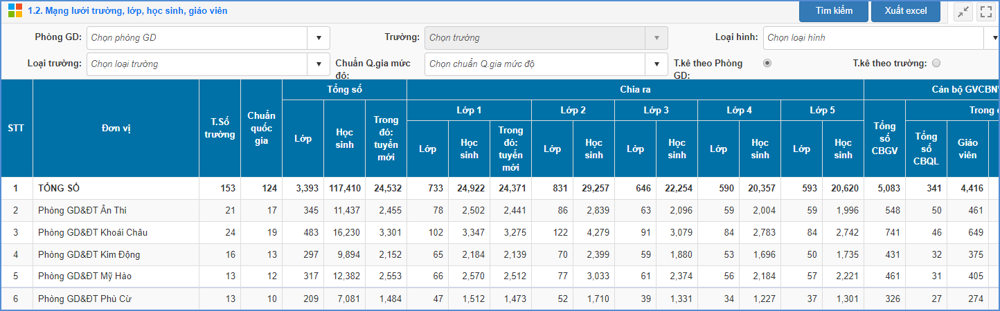 1.2. Mạng lưới trường, lớp, học sinh, giáo viên
Tìm kiếm
Xuất excel
Phòng GD: Chọn phòng GD
Trường: Chọn trường
Loại hình: Chọn loại hình
Loại trường: Chọn loại trường
Chuẩn Q.gia mức độ: Chọn chuẩn Q.gia mức độ
T.kê theo Phòng GD:
T.kê theo trường:
STT Đơn vị T.Số trường Chuẩn quốc gia Tổng số Chia ra Cán bộ GVCBNV
Lớp 1 Lớp 2 Lớp 3 Lớp 4 Lớp 5 Tổng số CBGV Trong đ
Lớp Học sinh Trong đó: tuyển mới Lớp Học sinh Trong đó: tuyển mới Lớp Học sinh Lớp Học sinh Lớp Học sinh Lớp Học sinh Tổng số CBQL Giáo viên
1 TỔNG SỐ 153 124 3,393 117,410 24,532 733 24,922 24,371 831 29,257 646 22,254 590 20,357 593 20,620 5,083 341 4,416
2 Phòng GD&ĐT Ân Thi 21 17 345 11,437 2,455 78 2,502 2,441 86 2,839 63 2,096 59 2,004 59 1,996 548 50 461
3 Phòng GD&ĐT Khoái Châu 24 19 483 16,230 3,301 102 3,347 3,275 122 4,279 91 3,079 84 2,783 84 2,742 741 46 649
4 Phòng GD&ĐT Kim Động 16 13 297 9,894 2,152 65 2,184 2,139 70 2,399 59 1,880 53 1,696 50 1,735 431 32 375
5 Phòng GD&ĐT Mỹ Hào 13 12 317 12,382 2,553 66 2,570 2,512 77 3,033 61 2,374 56 2,184 57 2,221 461 31 405
6 Phòng GD&ĐT Phù Cừ 13 10 209 7,081 1,484 47 1,512 1,473 52 1,710 39 1,331 34 1,227 37 1,301 326 27 274